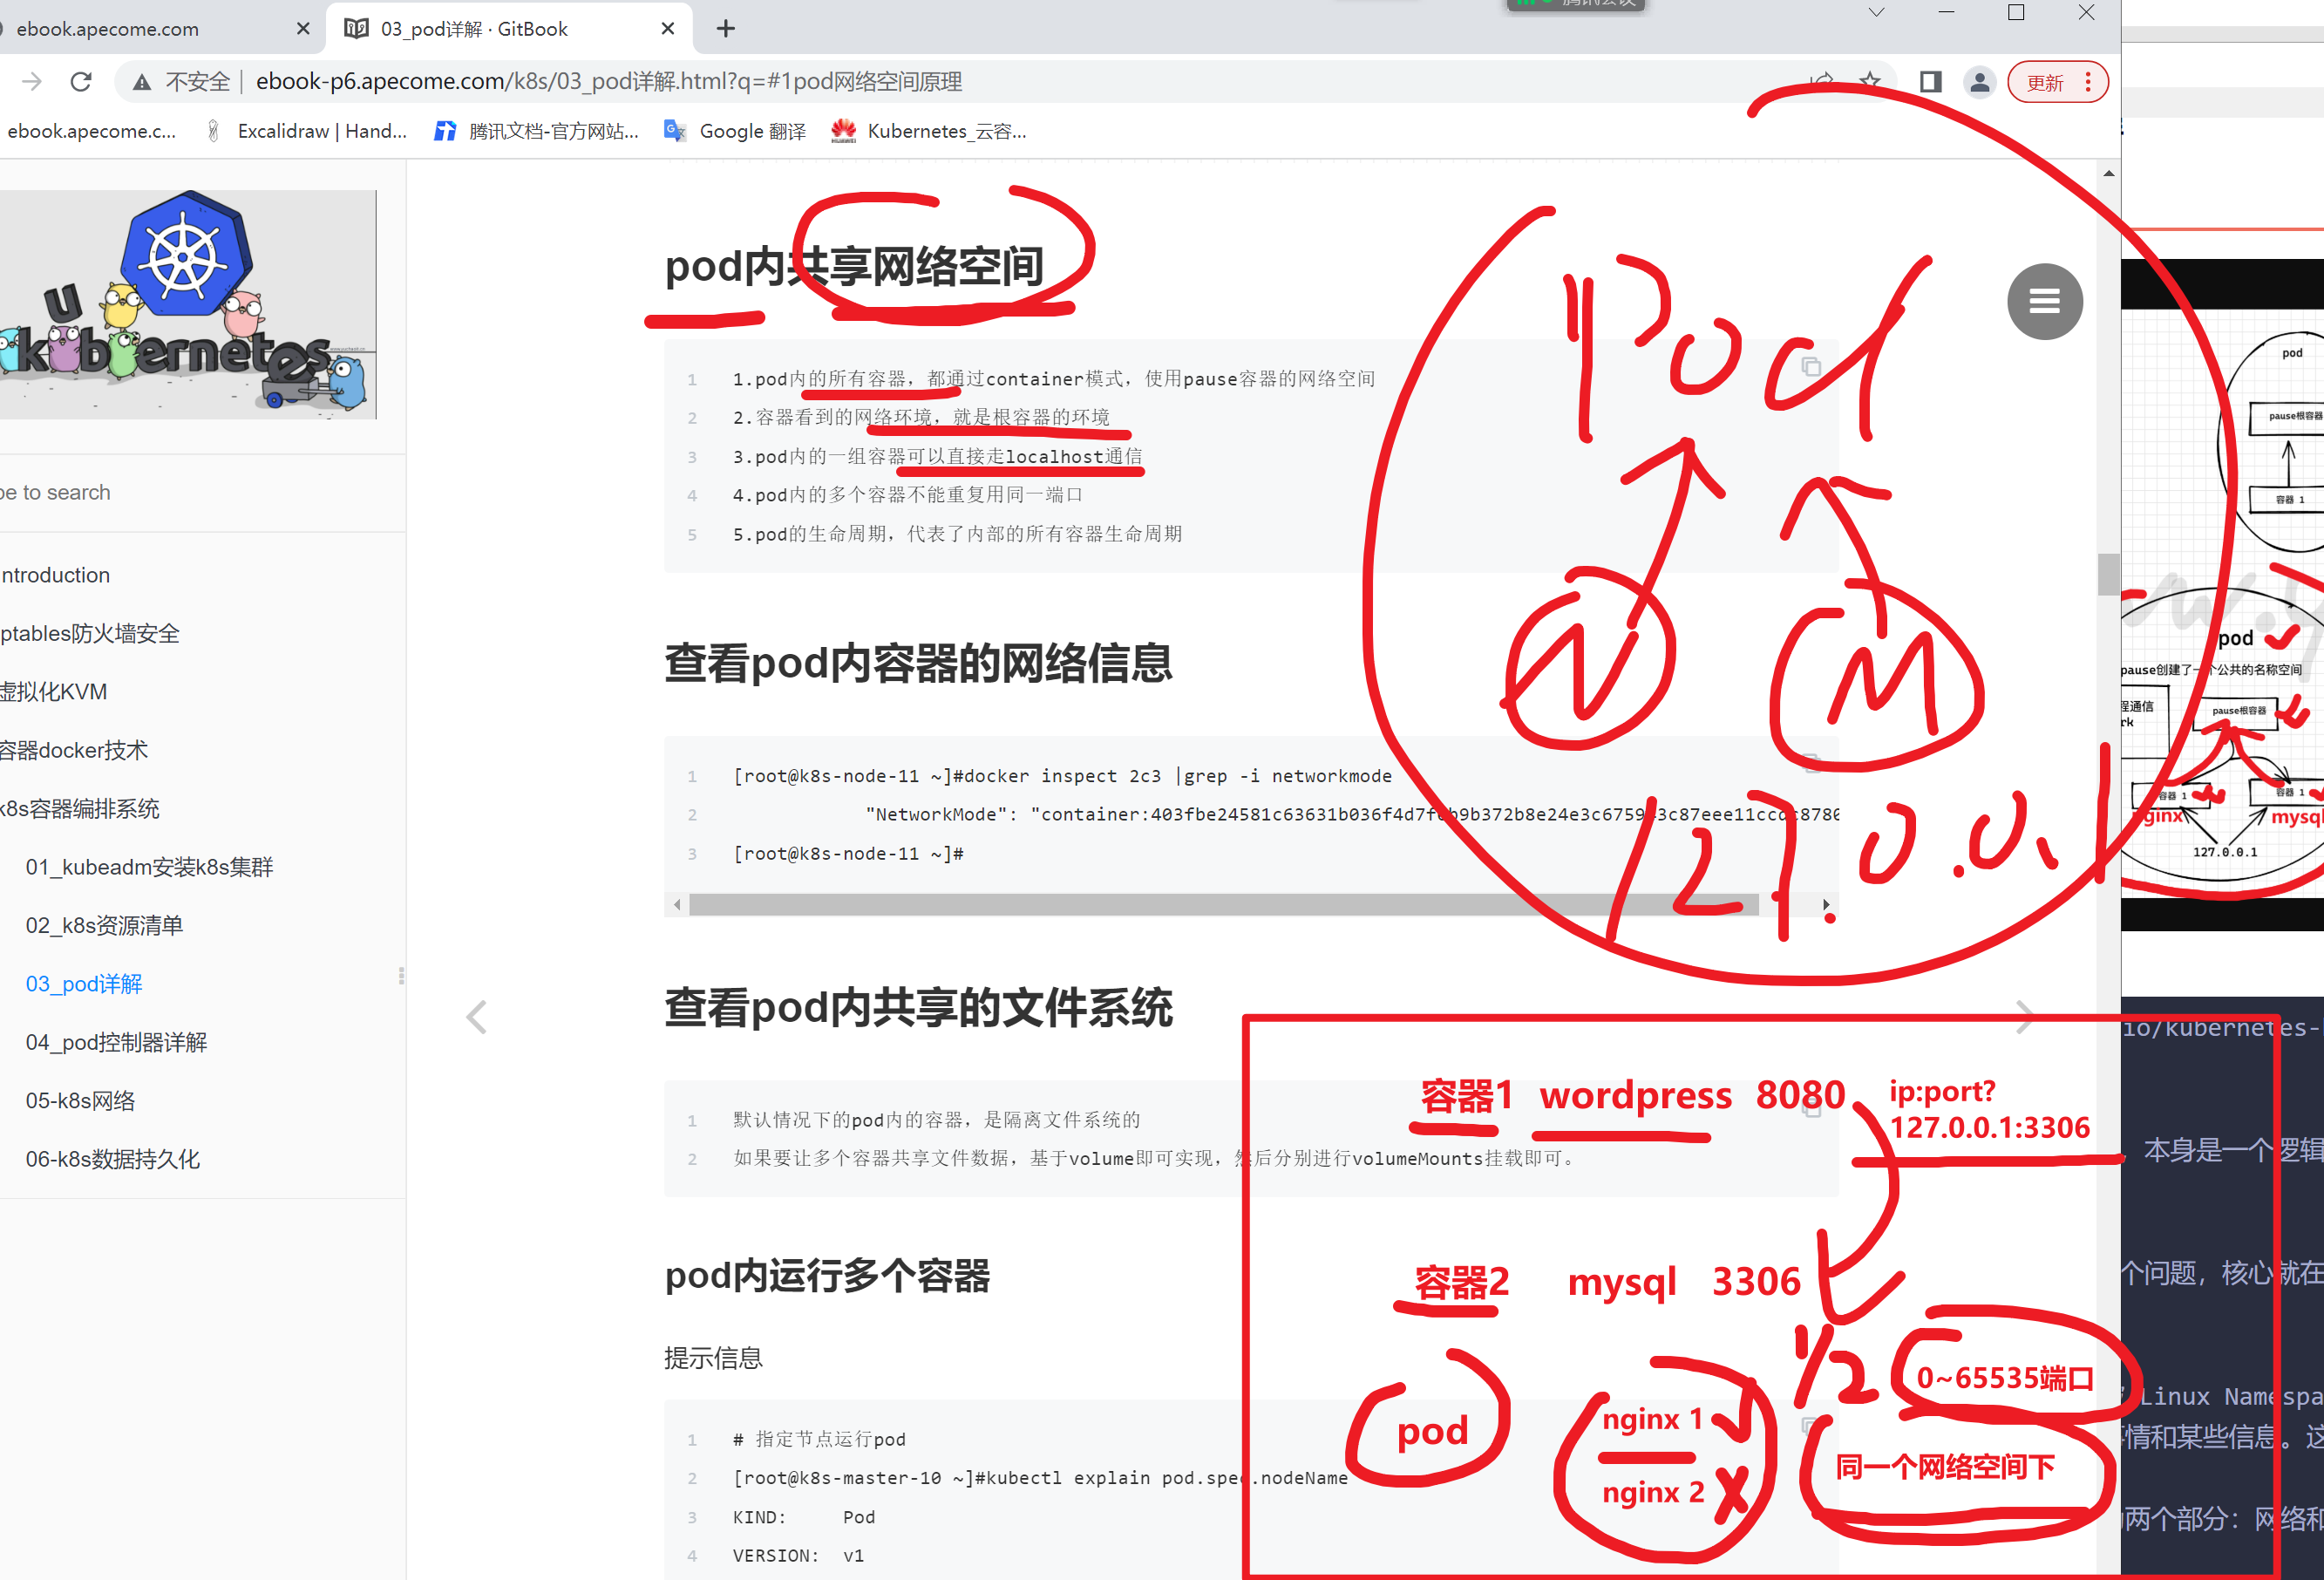 ebook.apecome.com
03_pod详解 · GitBook
腾讯会议
不安全
ebook-p6.apecome.com/k8s/03_pod详解.html?q=#1pod网络空间原理
更新
ebook.apecome.c...
Excalidraw | Hand...
腾讯文档-官方网站...
Google 翻译
Kubernetes_云容...
u
kubernetes
pe to search
ntroduction
ptables防火墙安全
虚拟化KVM
容器docker技术
k8s容器编排系统
01_kubeadm安装k8s集群
02_k8s资源清单
03_pod详解
04_pod控制器详解
05-k8s网络
06-k8s数据持久化
pod内共享网络空间
1 1.pod内的所有容器，都通过container模式，使用pause容器的网络空间
2 2.容器看到的网络环境，就是根容器的环境
3 3.pod内的一组容器可以直接走localhost通信
4 4.pod内的多个容器不能重复用同一端口
5 5.pod的生命周期，代表了内部的所有容器生命周期
Pod
N
M
127.0.0.1
查看pod内容器的网络信息
1 [root@k8s-node-11 ~]#docker inspect 2c3 |grep -i networkmode
2 "NetworkMode":
3 [root@k8s-node-11 ~]#
查看pod内共享的文件系统
1 默认情况下的pod内的容器，是隔离文件系统的
2 如果要让多个容器共享文件数据，基于volume即可实现，然后分别进行volumeMounts挂载即可。
容器1 wordpress 8080
ip:port?
127.0.0.1:3306
容器2 mysql 3306
pod内运行多个容器
提示信息
1 # 指定节点运行pod
2 [root@k8s-master-10 ~]#kubectl explain pod.spec.nodeName
3 KIND: Pod
4 VERSION: v1
pod
nginx 1
nginx 2
1/2
0~65535端口
同一个网络空间下
pod
pause根容器
容器 1
pod
pause创建了一个公共的名称空间
程通信
rk
pause根容器
容器 1
容器 1
nginx
mysql
127.0.0.1
io/kubernetes-
本身是一个逻辑
个问题，核心就在
Linux Namespa
情和某些信息。这
两个部分：网络和